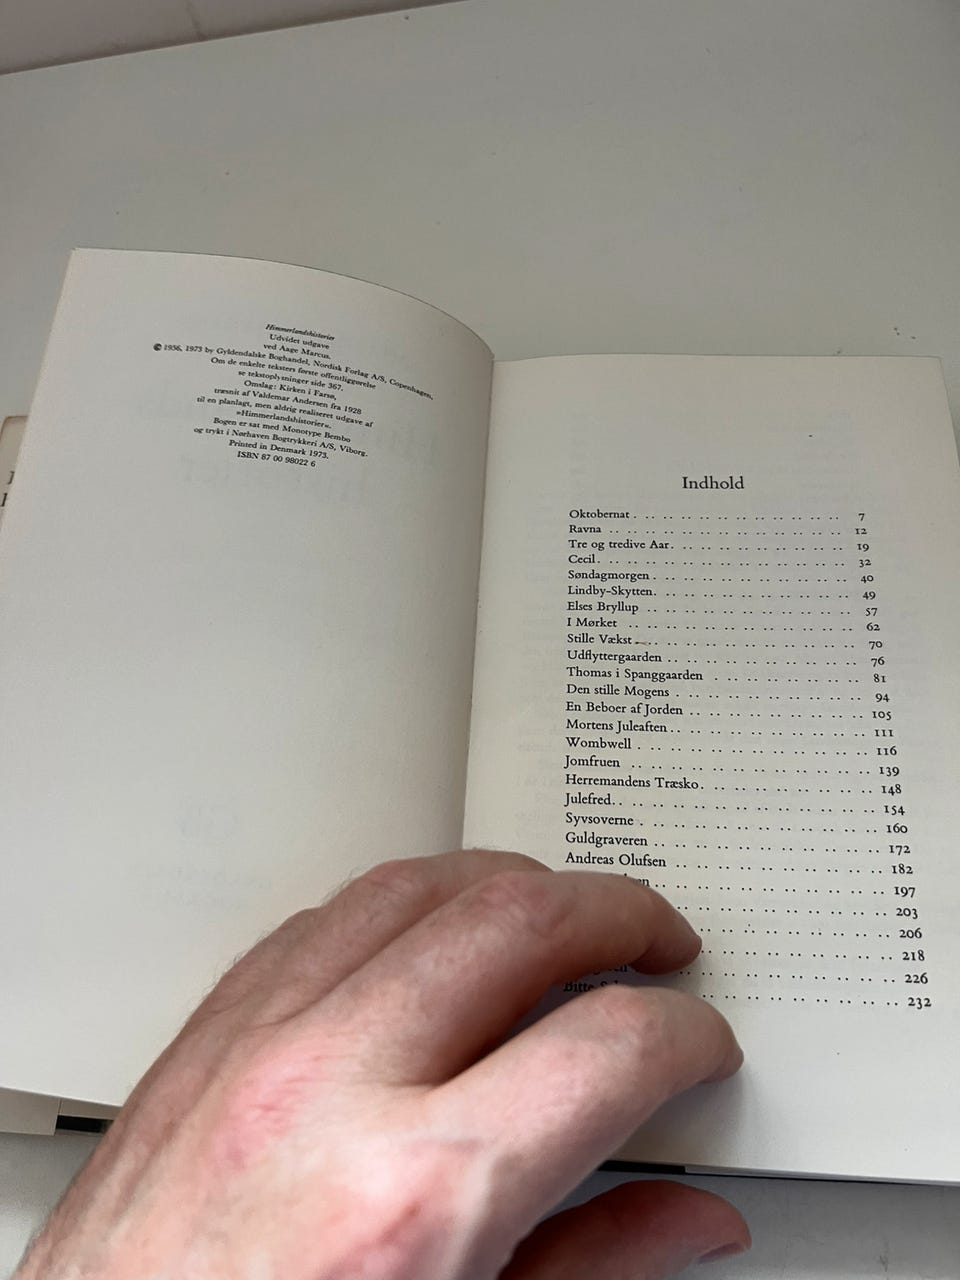 Himmerlandshistorier
Udvidet udgave
ved Aage Marcus.
© 1956, 1973 by Gyldendalske Boghandel, Nordisk Forlag A/S, Copenhagen,
Om de enkelte teksters første offentliggørelse
se tekstoplytninger side 367.
Omslag: Kirken i Farsø,
træsnit af Valdemar Andersen fra 1928
til en planlagt, men aldrig realiseret udgave af
»Himmerlandshistorier«.
Bogen er sat med Monotype Bembo
og trykt i Nørhaven Bogtrykkeri A/S, Viborg.
Printed in Denmark 1973.
ISBN 87 00 98022 6
Indhold
Oktobernat . .. .. .. .. .. .. .. .. .. .. .. 7
Ravna .. .. .. .. .. .. .. .. .. .. .. .. .. 12
Tre og tredive Aar. .. .. .. .. .. .. .. .. .. 19
Cecil. .. .. .. .. .. .. .. .. .. .. .. .. .. 32
Søndagmorgen . .. .. .. .. .. .. .. .. .. .. 40
Lindby-Skytten. .. .. .. .. .. .. .. .. .. .. 49
Elses Bryllup .. .. .. .. .. .. .. .. .. .. .. 57
I Mørket .. .. .. .. .. .. .. .. .. .. .. .. 62
Stille Vækst .. .. .. .. .. .. .. .. .. .. .. 70
Udflyttergaarden .. .. .. .. .. .. .. .. .. .. 76
Thomas i Spanggaarden . .. .. .. .. .. .. .. 81
Den stille Mogens . .. .. .. .. .. .. .. .. .. 94
En Beboer af Jorden .. .. .. .. .. .. .. .. .. 105
Mortens Juleaften .. .. .. .. .. .. .. .. .. .. 111
Wombwell . .. .. .. .. .. .. .. .. .. .. .. 116
Jomfruen .. .. .. .. .. .. .. .. .. .. .. .. 139
Herremandens Træsko. .. .. .. .. .. .. .. .. 148
Julefred. .. .. .. .. .. .. .. .. .. .. .. .. 154
Syvsoverne . .. .. .. .. .. .. .. .. .. .. .. 160
Guldgraveren .. .. .. .. .. .. .. .. .. .. .. 172
Andreas Olufsen .. .. .. .. .. .. .. .. .. .. 182
.. .. .. .. .. .. .. .. .. .. .. 197
.. .. .. .. .. .. .. .. .. 203
.. .. .. .. .. .. .. .. .. 206
.. .. .. .. .. .. .. .. .. 218
.. .. .. .. .. .. .. .. .. 226
Bitte .. .. .. .. .. .. .. .. .. 232